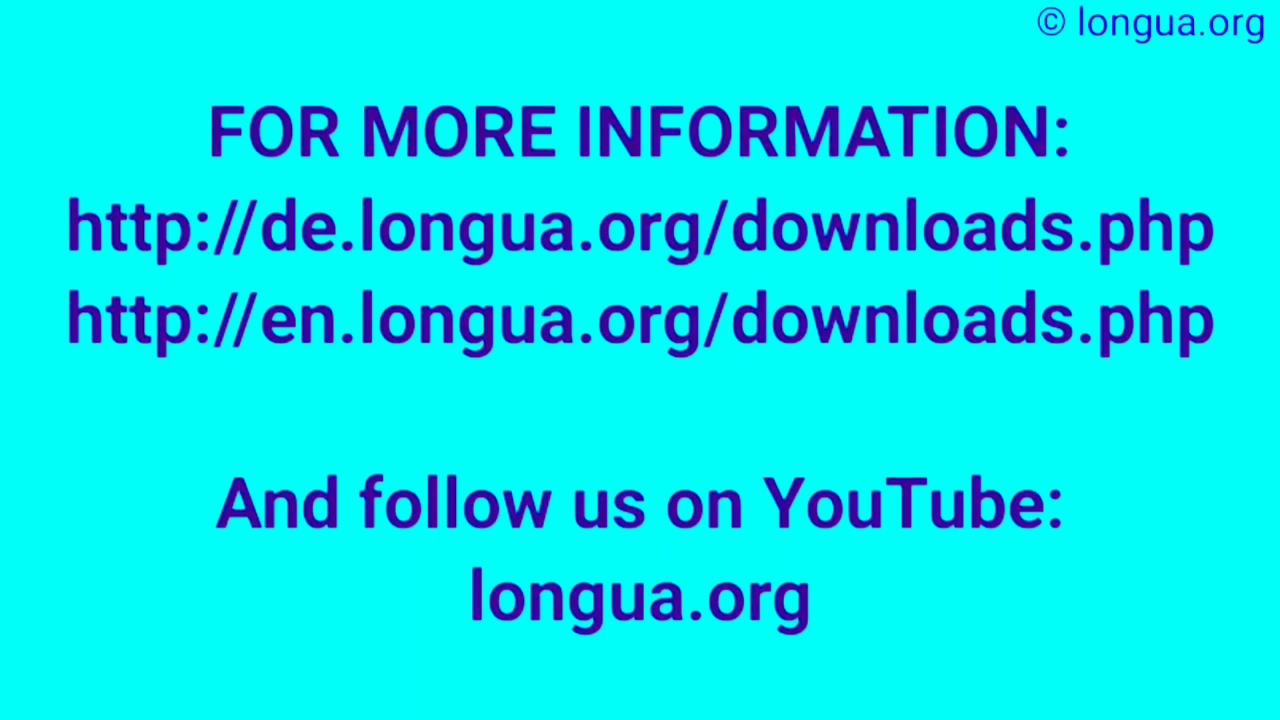 © longua.org
FOR MORE INFORMATION:
http://de.longua.org/downloads.php
http://en.longua.org/downloads.php
And follow us on YouTube:
longua.org